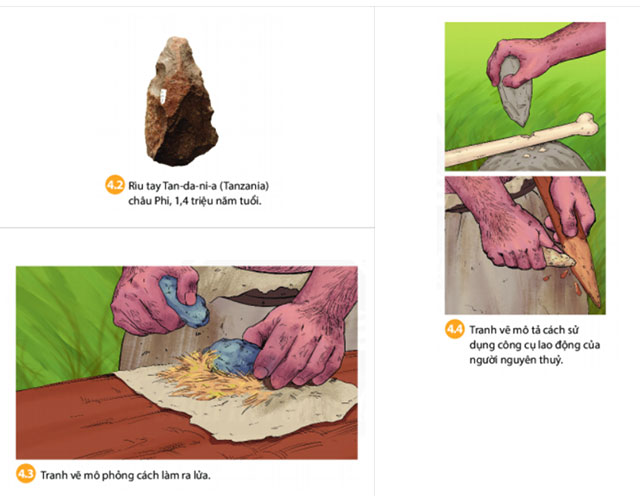 4.2 Rìu tay Tan-da-ni-a (Tanzania)
châu Phi, 1,4 triệu năm tuổi.
4.3 Tranh vẽ mô phỏng cách làm ra lửa.
4.4 Tranh vẽ mô tả cách sử
dụng công cụ lao động của
người nguyên thuỷ.